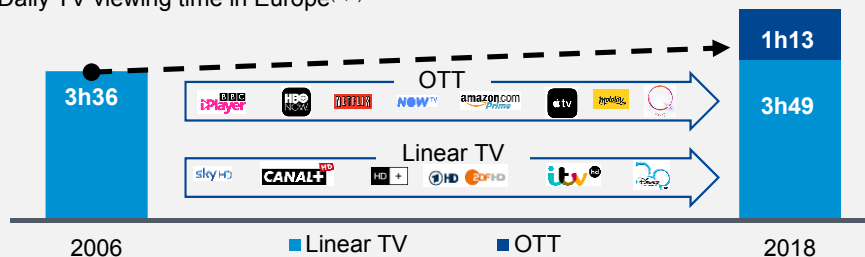 Daily TV viewing time in Europe
1h13
OTT
3h36
BBC
iPlayer
HBO
NOW
NETFLIX
NOW TV
amazon.com
Prime
tv
3h49
Linear TV
sky HD
CANAL+ HD
HD +
HD
ZDF HD
itv hd
Disney
2006
Linear TV
OTT
2018